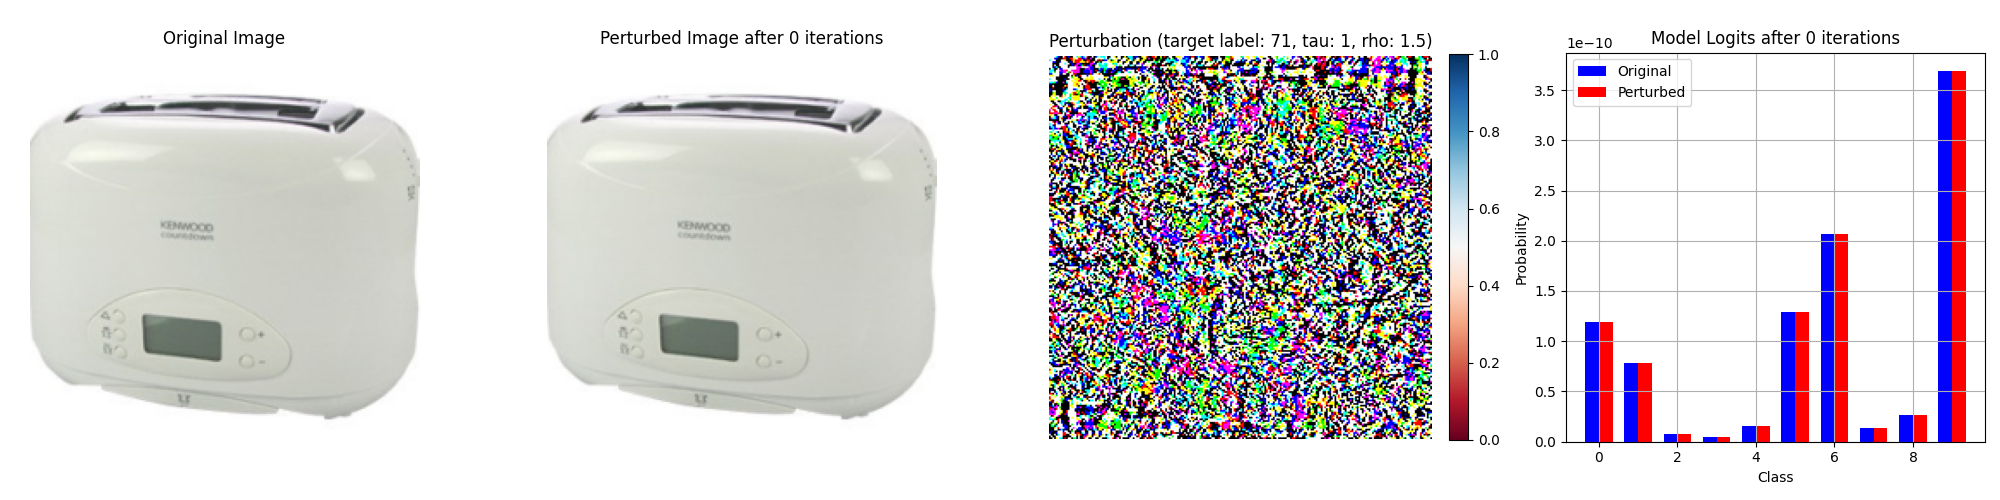 Original Image
KENWOOD
countdown
Perturbed Image after 0 iterations
KENWOOD
countdown
Perturbation (target label: 71, tau: 1, rho: 1.5)
1.0
0.8
0.6
0.4
0.2
0.0
Model Logits after 0 iterations
1e−10
Original
Perturbed
Probability
3.5
3.0
2.5
2.0
1.5
1.0
0.5
0.0
0 2 4 6 8
Class